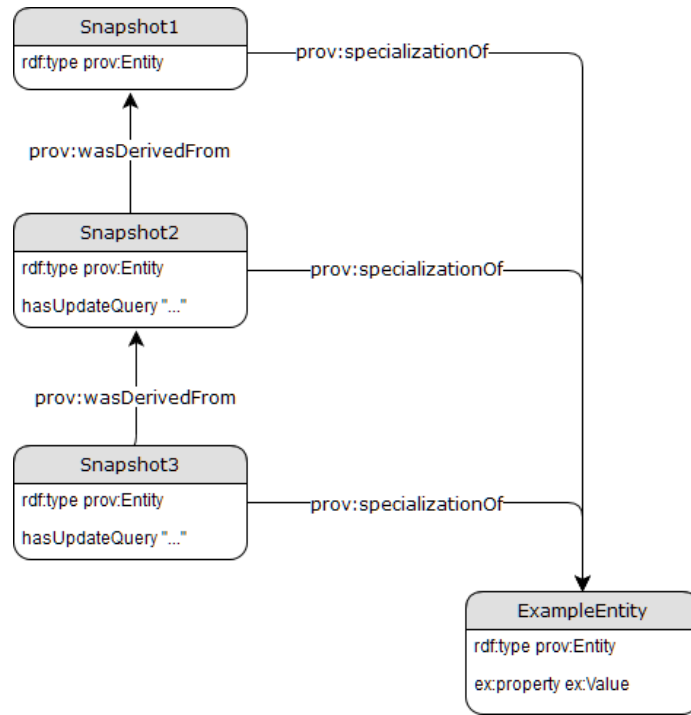 Snapshot1
rdf:type prov:Entity
prov:specializationOf
prov:wasDerivedFrom
Snapshot2
rdf:type prov:Entity
hasUpdateQuery "..."
prov:specializationOf
prov:wasDerivedFrom
Snapshot3
rdf:type prov:Entity
hasUpdateQuery "..."
prov:specializationOf
ExampleEntity
rdf:type prov:Entity
ex:property ex:Value